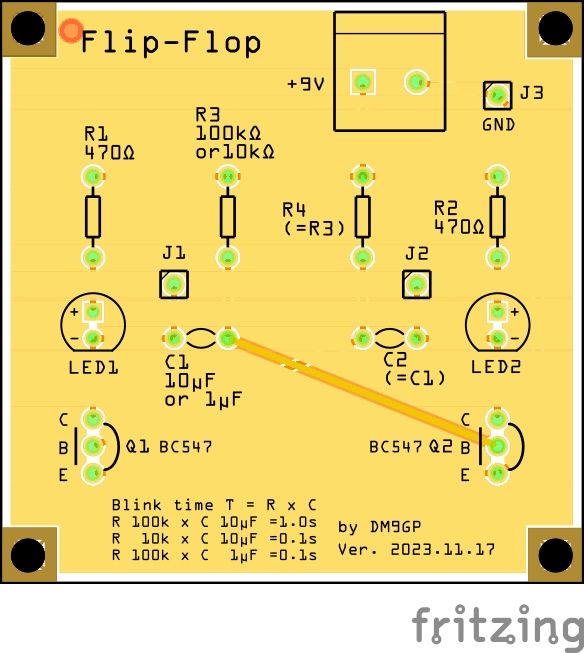 Flip-Flop
+9V
J3
GND
R1
470Ω
R3
100kΩ
or10kΩ
R4
(=R3)
R2
470Ω
J1
J2
+
-
LED1
+
-
LED2
C1
10µF
or 1µF
C2
(=C1)
C
B
E
Q1 BC547
BC547 Q2
C
B
E
Blink time T = R x C
R 100k x C 10µF =1.0s
R 10k x C 10µF =0.1s
R 100k x C 1µF =0.1s
by DM9GP
Ver. 2023.11.17
fritzing